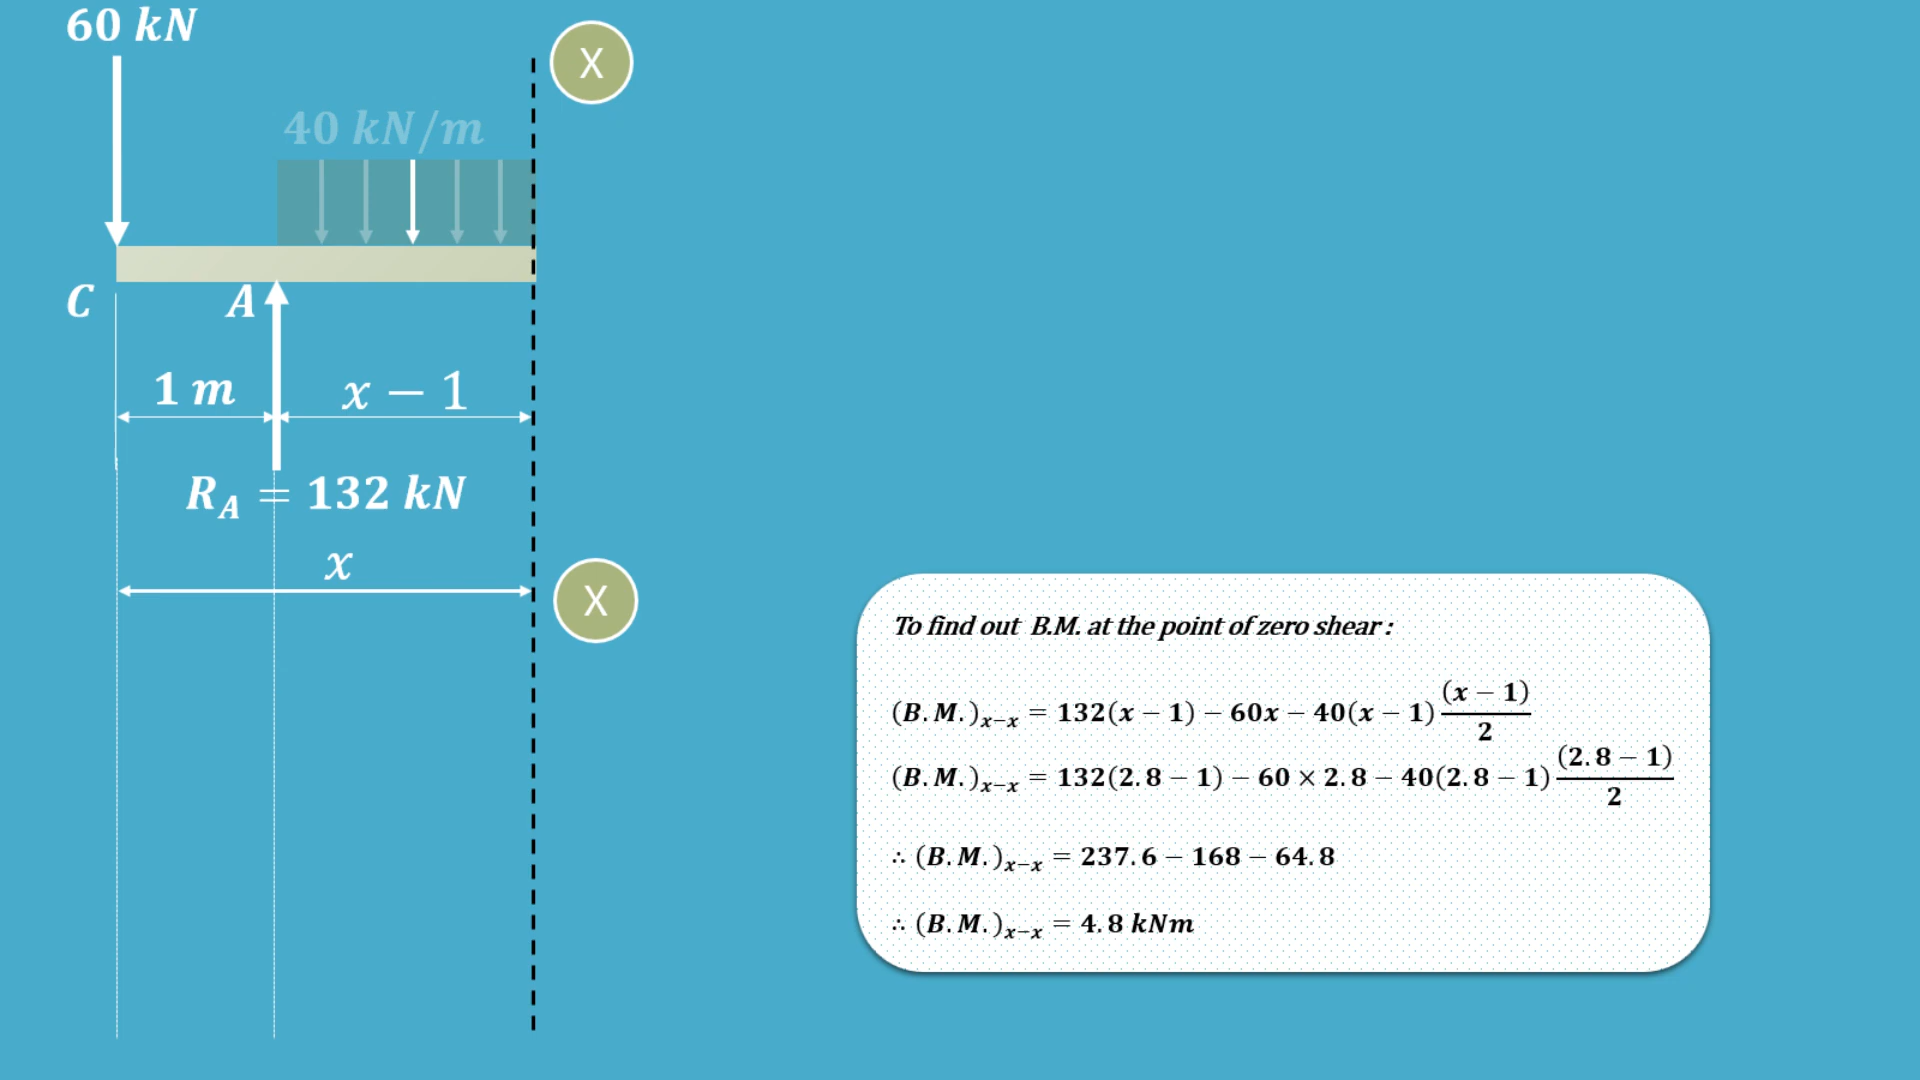 60 kN
X
40 kN/m
C
A
1 m
x − 1
R_A = 132 kN
x
X
To find out B.M. at the point of zero shear :
(B.M.)ₓ₋ₓ = 132(x − 1) − 60x − 40(x − 1) (x − 1)/2
(B.M.)ₓ₋ₓ = 132(2.8 − 1) − 60 × 2.8 − 40(2.8 − 1) (2.8 − 1)/2
∴ (B.M.)ₓ₋ₓ = 237.6 − 168 − 64.8
∴ (B.M.)ₓ₋ₓ = 4.8 kNm